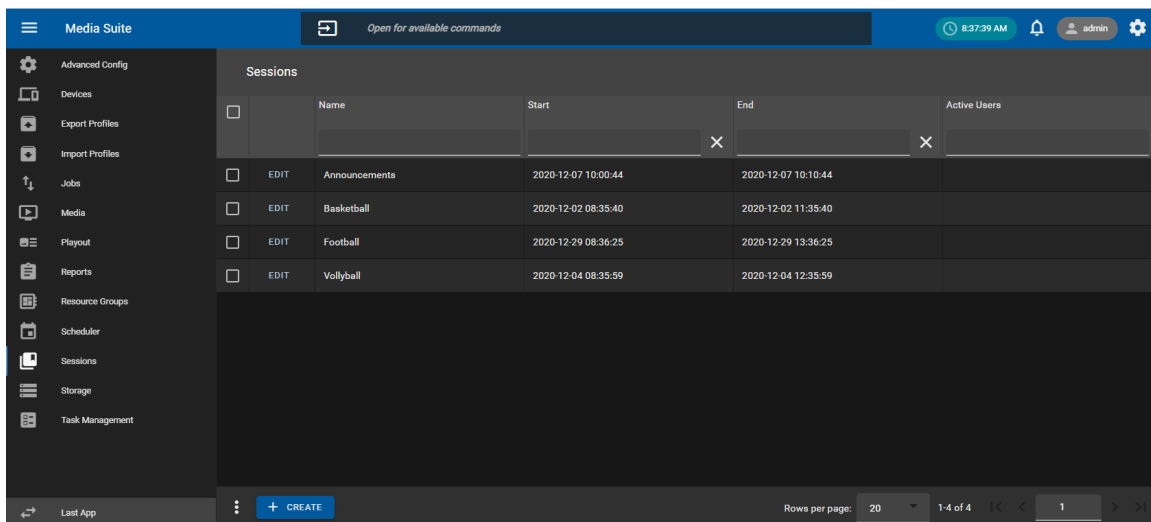 Media Suite
Open for available commands
8:37:39 AM
admin
Advanced Config
Devices
Export Profiles
Import Profiles
Jobs
Media
Playout
Reports
Resource Groups
Scheduler
Sessions
Storage
Task Management
Last App
Sessions
Name Start End Active Users
EDIT Announcements 2020-12-07 10:00:44 2020-12-07 10:10:44
EDIT Basketball 2020-12-02 08:35:40 2020-12-02 11:35:40
EDIT Football 2020-12-29 08:36:25 2020-12-29 13:36:25
EDIT Vollyball 2020-12-04 08:35:59 2020-12-04 12:35:59
+ CREATE
Rows per page: 20 1-4 of 4 1